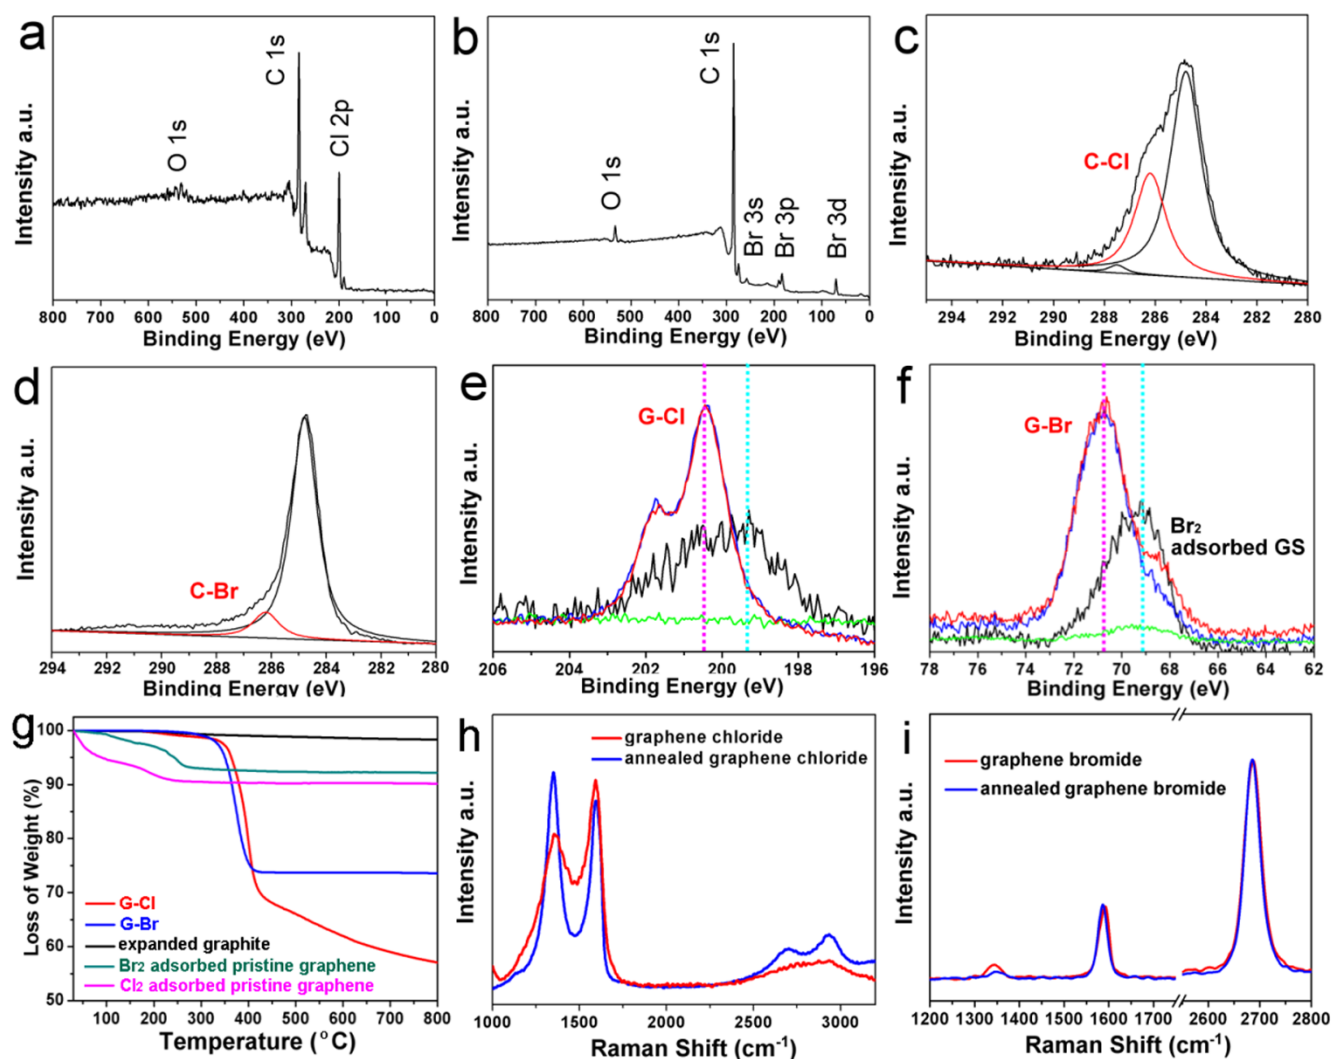 a
Intensity a.u.
O 1s
C 1s
Cl 2p
800 700 600 500 400 300 200 100 0
Binding Energy (eV)
b
Intensity a.u.
O 1s
C 1s
Br 3s
Br 3p
Br 3d
800 700 600 500 400 300 200 100 0
Binding Energy (eV)
c
Intensity a.u.
C-Cl
294 292 290 288 286 284 282 280
Binding Energy (eV)
d
Intensity a.u.
C-Br
294 292 290 288 286 284 282 280
Binding Energy (eV)
e
Intensity a.u.
G-Cl
206 204 202 200 198 196
Binding Energy (eV)
f
Intensity a.u.
G-Br
Br2
adsorbed GS
78 76 74 72 70 68 66 64 62
Binding Energy (eV)
g
Loss of Weight (%)
100
90
80
70
60
50
G-Cl
G-Br
expanded graphite
Br2 adsorbed pristine graphene
Cl2 adsorbed pristine graphene
100 200 300 400 500 600 700 800
Temperature (°C)
h
Intensity a.u.
graphene chloride
annealed graphene chloride
1000 1500 2000 2500 3000
Raman Shift (cm-1)
i
Intensity a.u.
graphene bromide
annealed graphene bromide
1200 1300 1400 1500 1600 1700 2600 2700 2800
Raman Shift (cm-1)